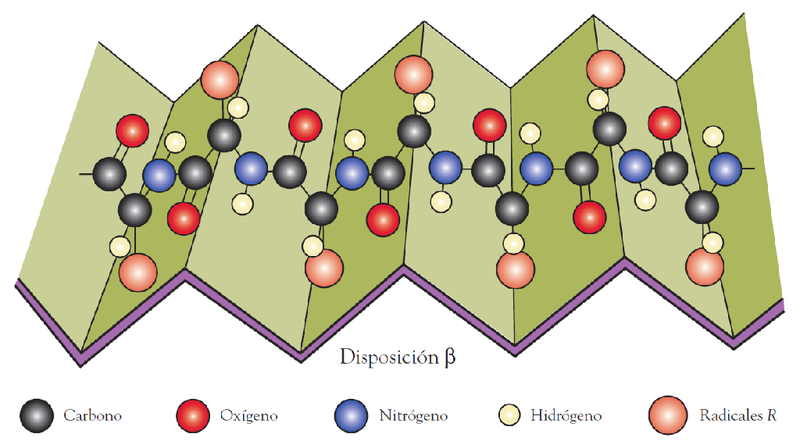 Disposición β
Carbono Oxígeno Nitrógeno Hidrógeno Radicales R